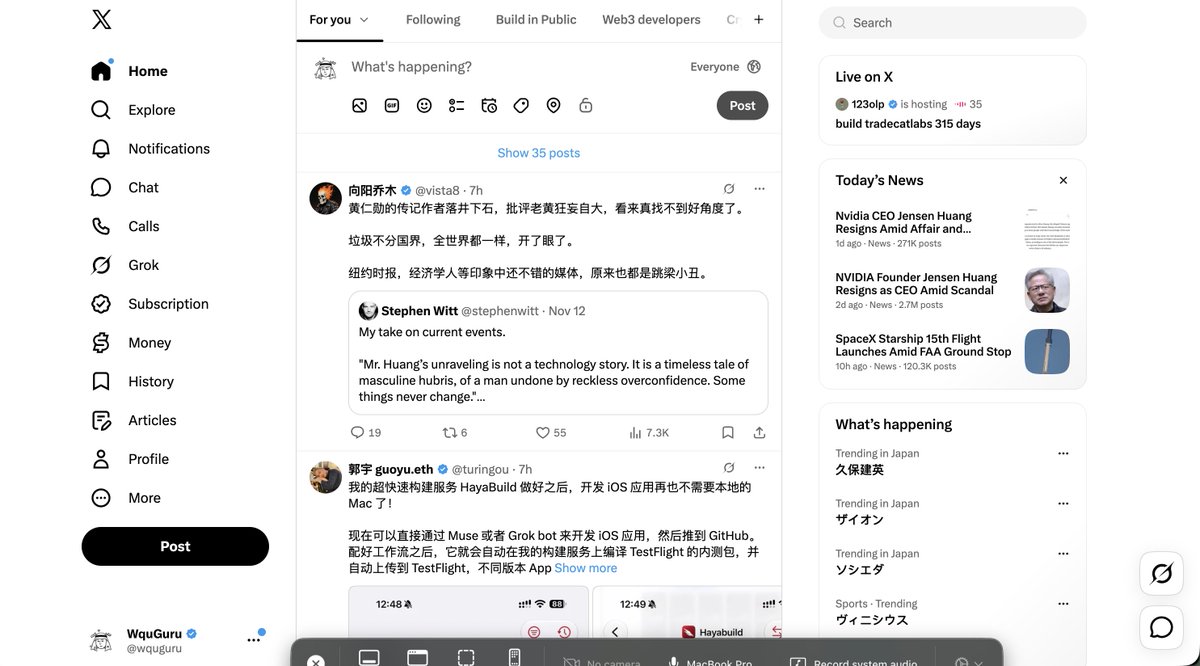 For you
Following
Build in Public
Web3 developers
Search
Home
Explore
Notifications
Chat
Calls
Grok
Subscription
Money
History
Articles
Profile
More
Post
WquGuru
@wquguru
What's happening?
Everyone
GIF
Post
Show 35 posts
向阳乔木 @vista8 · 7h
黄仁勋的传记作者落井下石，批评老黄狂妄自大，看来真找不到好角度了。
垃圾不分国界，全世界都一样，开了眼了。
纽约时报，经济学人等印象中还不错的媒体，原来也都是跳梁小丑。
Stephen Witt @stephenwitt · Nov 12
My take on current events.
"Mr. Huang's unraveling is not a technology story. It is a timeless tale of
masculine hubris, of a man undone by reckless overconfidence. Some
things never change."...
19
6
55
7.3K
郭宇 guoyu.eth @turingou · 7h
我的超快速构建服务 HayaBuild 做好之后，开发 iOS 应用再也不需要本地的
Mac 了！
现在可以直接通过 Muse 或者 Grok bot 来开发 iOS 应用，然后推到 GitHub。
配好工作流之后，它就会自动在我的构建服务上编译 TestFlight 的内测包，并
自动上传到 TestFlight，不同版本 App Show more
12:48
88
12:49
Hayabuild
Live on X
123olp is hosting 35
build tradecatlabs 315 days
Today's News
Nvidia CEO Jensen Huang
Resigns Amid Affair and...
1d ago · News · 271K posts
NVIDIA Founder Jensen Huang
Resigns as CEO Amid Scandal
2d ago · News · 2.7M posts
SpaceX Starship 15th Flight
Launches Amid FAA Ground Stop
10h ago · News · 120.3K posts
What's happening
Trending in Japan
久保建英
Trending in Japan
ザイオン
Trending in Japan
ソシエダ
Sports · Trending
ヴィニシウス
No camera
MacBook Pro
Record system audio